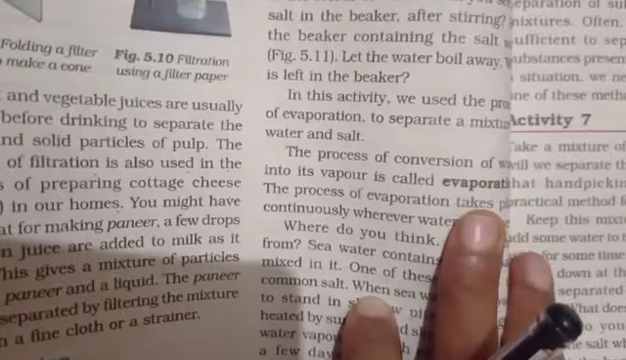 Folding a filter
make a cone
Fig. 5.10 Filtration
using a filter paper
and vegetable juices are usually
before drinking to separate the
nd solid particles of pulp. The
of filtration is also used in the
s of preparing cottage cheese
) in our homes. You might have
at for making paneer, a few drops
n juice are added to milk as it
his gives a mixture of particles
paneer and a liquid. The paneer
separated by filtering the mixture
h a fine cloth or a strainer.
salt in the beaker, after stirring?
the beaker containing the salt
(Fig. 5.11). Let the water boil away.
is left in the beaker?
In this activity, we used the pro
of evaporation, to separate a mixtu
water and salt.
The process of conversion of w
into its vapour is called evaporati
The process of evaporation takes p
continuously wherever water
Where do you think,
from? Sea water contains
mixed in it. One of thes
common salt. When sea w
to stand in
heated by su
water vapou
a few day
eparation of su
ixtures. Often,
ufficient to sep
ubstances presen
situation, we ne
ne of these meth
Activity 7
Take a mixture of
will we separate th
that handpickin
practical method f
Keep this mixt
add some water to t
for some time
down at th
separated
hat doe
o you
e salt w